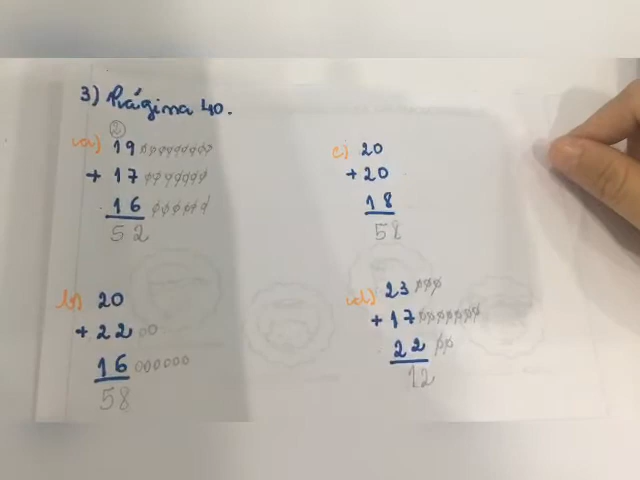 3) Página 40.
2
a) 19
+ 17
16
52
c) 20
+ 20
18
58
b) 20
+ 22
16
58
d) 23
+ 17
22
12